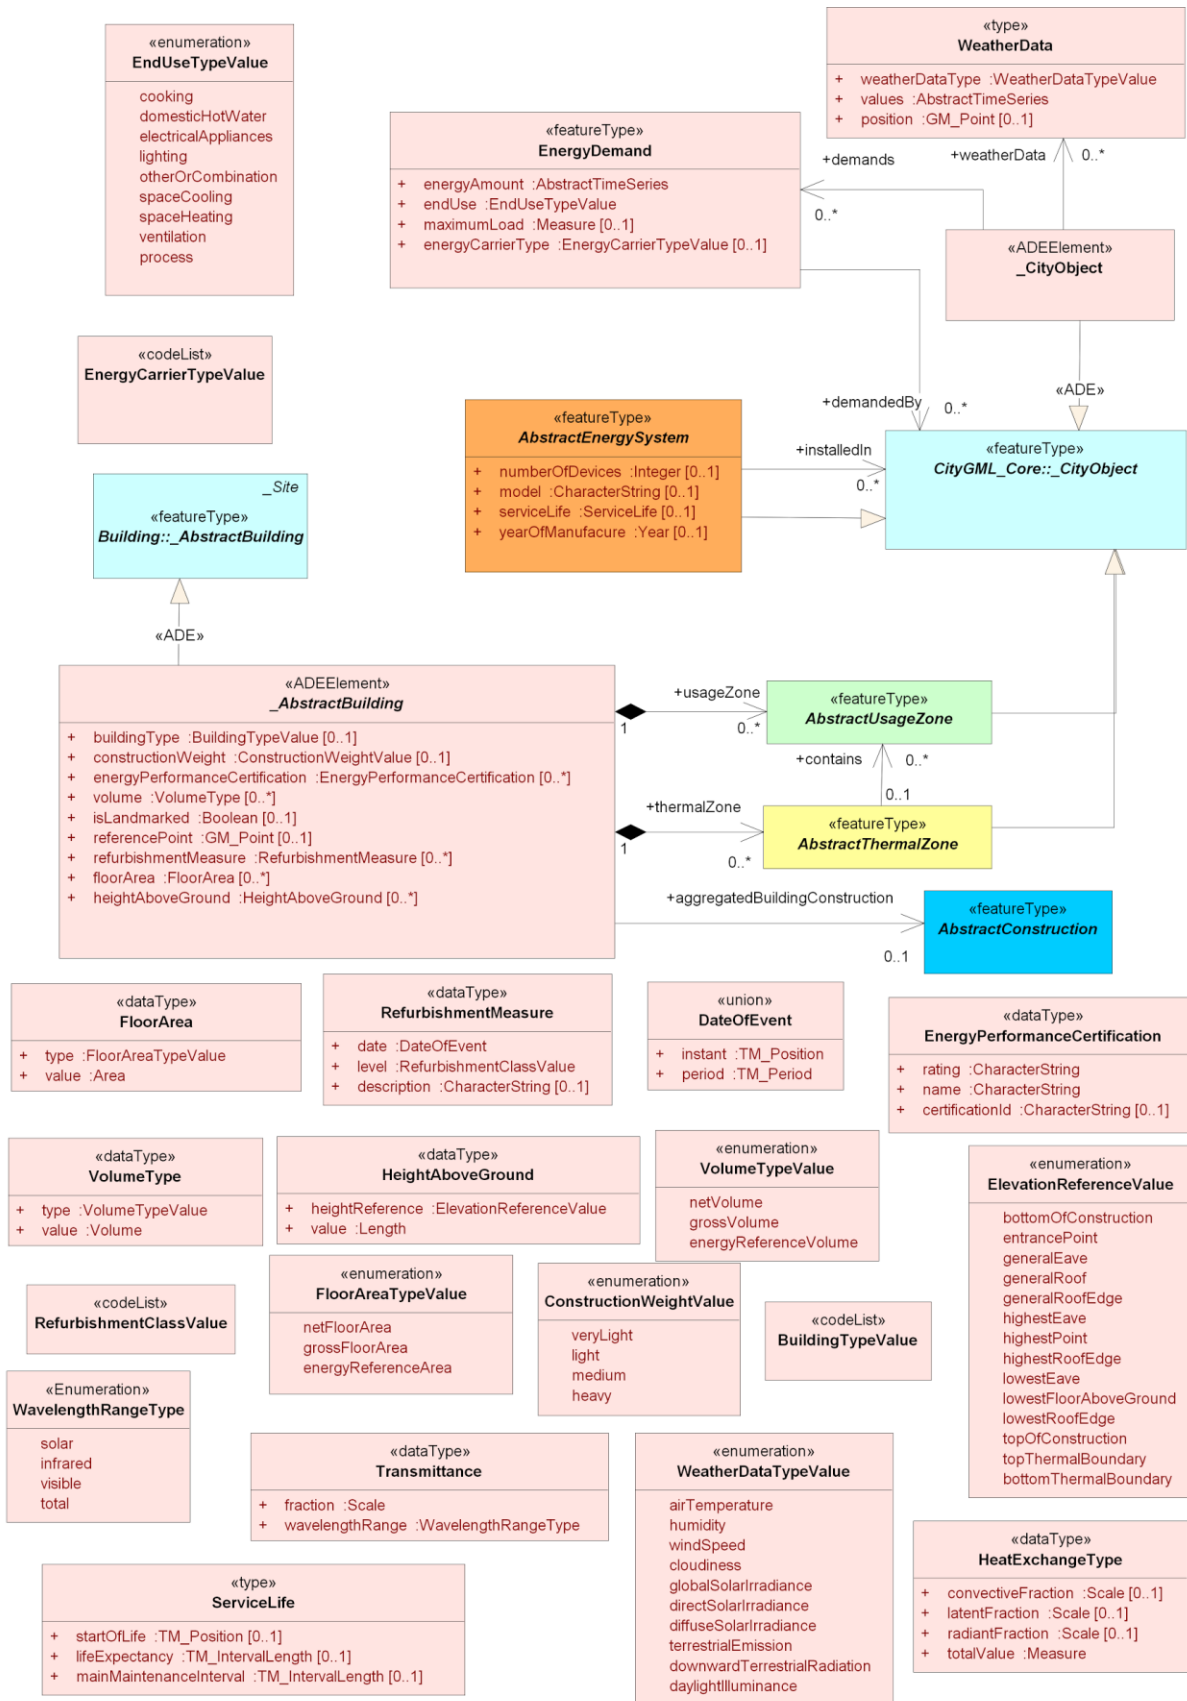 «enumeration»
EndUseTypeValue
cooking
domesticHotWater
electricalAppliances
lighting
otherOrCombination
spaceCooling
spaceHeating
ventilation
process
«type»
WeatherData
+ weatherDataType :WeatherDataTypeValue
+ values :AbstractTimeSeries
+ position :GM_Point [0..1]
«featureType»
EnergyDemand
+ energyAmount :AbstractTimeSeries
+ endUse :EndUseTypeValue
+ maximumLoad :Measure [0..1]
+ energyCarrierType :EnergyCarrierTypeValue [0..1]
+demands
0..*
+weatherData
0..*
«ADEElement»
_CityObject
«codeList»
EnergyCarrierTypeValue
«ADE»
+demandedBy
0..*
«featureType»
AbstractEnergySystem
+ numberOfDevices :Integer [0..1]
+ model :CharacterString [0..1]
+ serviceLife :ServiceLife [0..1]
+ yearOfManufacure :Year [0..1]
+installedIn
0..*
«featureType»
CityGML_Core::_CityObject
_Site
«featureType»
Building::_AbstractBuilding
«ADE»
«ADEElement»
_AbstractBuilding
+ buildingType :BuildingTypeValue [0..1]
+ constructionWeight :ConstructionWeightValue [0..1]
+ energyPerformanceCertification :EnergyPerformanceCertification [0..*]
+ volume :VolumeType [0..*]
+ isLandmarked :Boolean [0..1]
+ referencePoint :GM_Point [0..1]
+ refurbishmentMeasure :RefurbishmentMeasure [0..*]
+ floorArea :FloorArea [0..*]
+ heightAboveGround :HeightAboveGround [0..*]
+usageZone
1
0..*
«featureType»
AbstractUsageZone
+contains
0..*
0..1
+thermalZone
1
0..*
«featureType»
AbstractThermalZone
+aggregatedBuildingConstruction
0..1
«featureType»
AbstractConstruction
«dataType»
FloorArea
+ type :FloorAreaTypeValue
+ value :Area
«dataType»
RefurbishmentMeasure
+ date :DateOfEvent
+ level :RefurbishmentClassValue
+ description :CharacterString [0..1]
«union»
DateOfEvent
+ instant :TM_Position
+ period :TM_Period
«dataType»
EnergyPerformanceCertification
+ rating :CharacterString
+ name :CharacterString
+ certificationId :CharacterString [0..1]
«dataType»
VolumeType
+ type :VolumeTypeValue
+ value :Volume
«dataType»
HeightAboveGround
+ heightReference :ElevationReferenceValue
+ value :Length
«enumeration»
VolumeTypeValue
netVolume
grossVolume
energyReferenceVolume
«enumeration»
ElevationReferenceValue
bottomOfConstruction
entrancePoint
generalEave
generalRoof
generalRoofEdge
highestEave
highestPoint
highestRoofEdge
lowestEave
lowestFloorAboveGround
lowestRoofEdge
topOfConstruction
topThermalBoundary
bottomThermalBoundary
«codeList»
RefurbishmentClassValue
«enumeration»
FloorAreaTypeValue
netFloorArea
grossFloorArea
energyReferenceArea
«enumeration»
ConstructionWeightValue
veryLight
light
medium
heavy
«codeList»
BuildingTypeValue
«Enumeration»
WavelengthRangeType
solar
infrared
visible
total
«dataType»
Transmittance
+ fraction :Scale
+ wavelengthRange :WavelengthRangeType
«enumeration»
WeatherDataTypeValue
airTemperature
humidity
windSpeed
cloudiness
globalSolarIrradiance
directSolarIrradiance
diffuseSolarIrradiance
terrestrialEmission
downwardTerrestrialRadiation
daylightIlluminance
«dataType»
HeatExchangeType
+ convectiveFraction :Scale [0..1]
+ latentFraction :Scale [0..1]
+ radiantFraction :Scale [0..1]
+ totalValue :Measure
«type»
ServiceLife
+ startOfLife :TM_Position [0..1]
+ lifeExpectancy :TM_IntervalLength [0..1]
+ mainMaintenanceInterval :TM_IntervalLength [0..1]